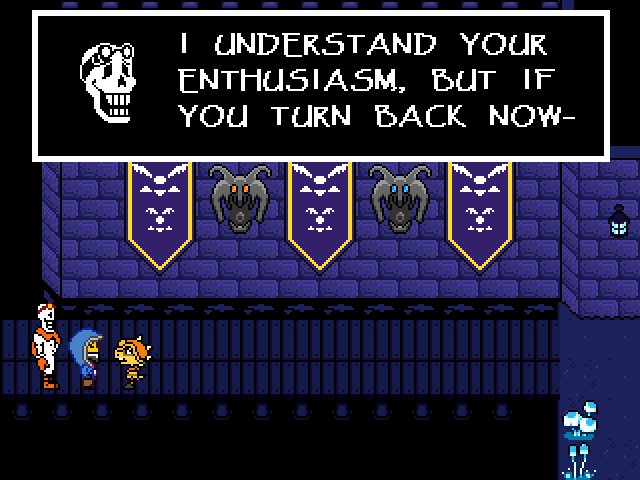 I UNDERSTAND YOUR
ENTHUSIASM, BUT IF
YOU TURN BACK NOW-